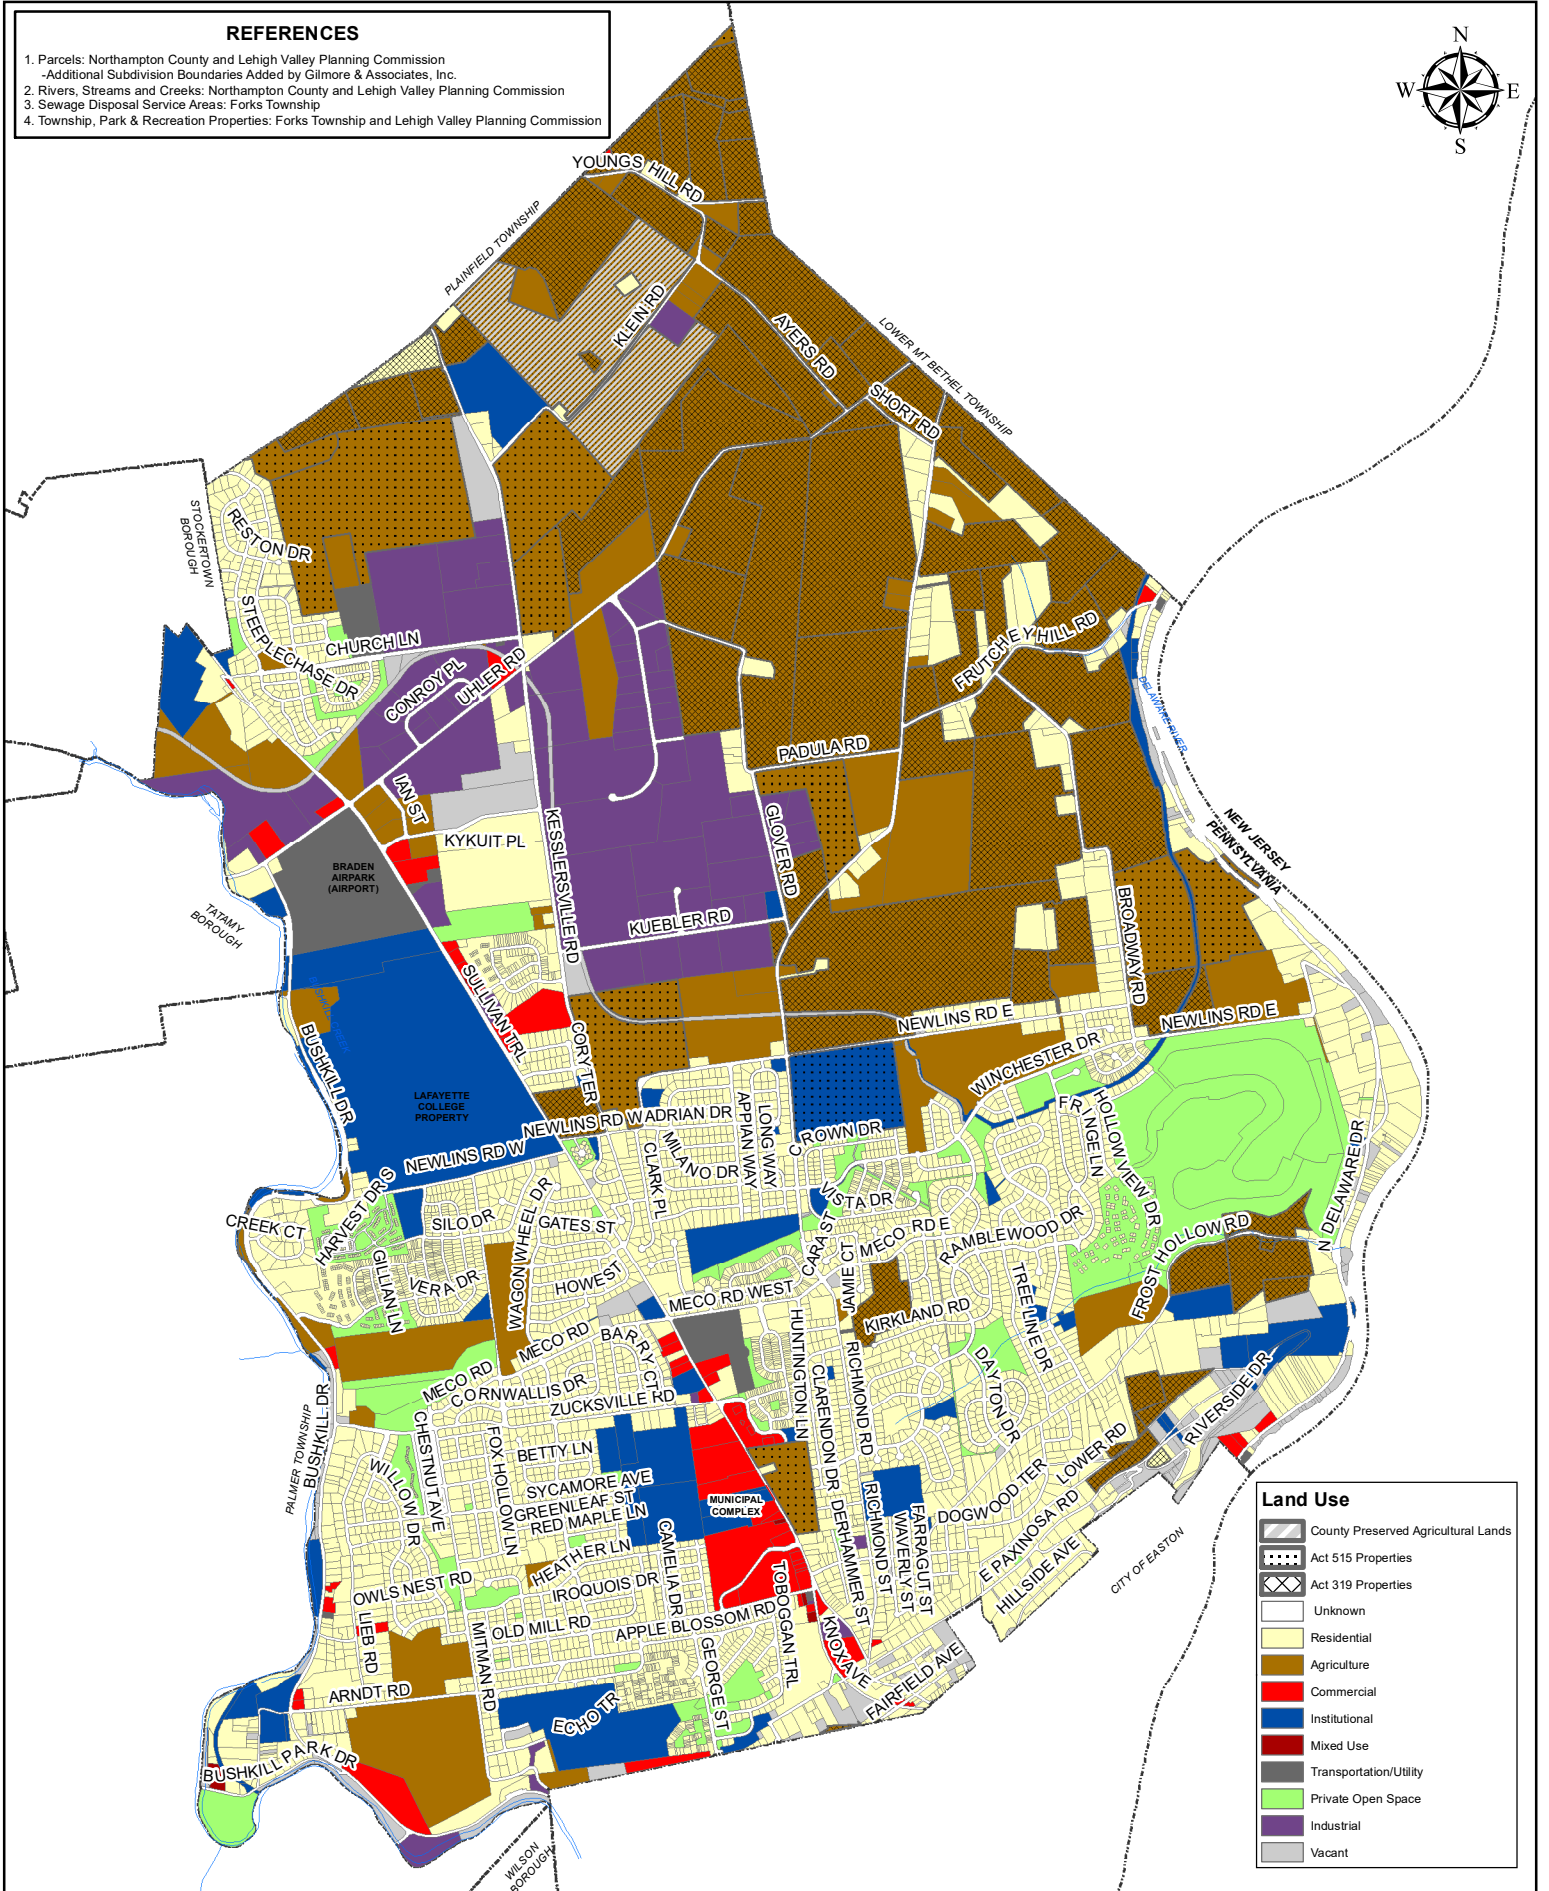 REFERENCES
1. Parcels: Northampton County and Lehigh Valley Planning Commission
-Additional Subdivision Boundaries Added by Gilmore & Associates, Inc.
2. Rivers, Streams and Creeks: Northampton County and Lehigh Valley Planning Commission
3. Sewage Disposal Service Areas: Forks Township
4. Township, Park & Recreation Properties: Forks Township and Lehigh Valley Planning Commission
N
W
E
S
YOUNGS HILL RD
PLAINFIELD TOWNSHIP
KLEIN RD
AYERS RD
LOWER MT BETHEL TOWNSHIP
SHORT RD
STOCKERTOWN
BOROUGH
RESTON DR
STEEPLECHASE DR
CHURCH LN
CONROY PL
UHLER RD
FRUTCHEY HILL RD
DELAWARE RIVER
PADULA RD
IAN ST
KYKUIT PL
KESSLERSVILLE RD
GLOVER RD
NEW JERSEY
PENNSYLVANIA
BRADEN
AIRPARK
(AIRPORT)
TATAMY
BOROUGH
KUEBLER RD
BROADWAY RD
SULLIVAN TRL
BUSHKILL CREEK
BUSHKILL DR
CORY TER
NEWLINS RD E
NEWLINS RD E
WINCHESTER DR
LAFAYETTE
COLLEGE
PROPERTY
NEWLINS RD W
ADRIAN DR
APPIAN WAY
LONG WAY
CROWN DR
FRINGE LN
HOLLOW VIEW DR
N DELAWARE DR
NEWLINS RD W
CLARK PL
MILANO DR
HARVEST DR S
CREEK CT
SILO DR
WAGON WHEEL DR
GATES ST
VISTA DR
CARA ST
MECO RD E
RAMBLEWOOD DR
FROST HOLLOW RD
GILLIAN LN
VERA DR
HOWEST
MECO RD WEST
JAMIE CT
KIRKLAND RD
TREE LINE DR
MECO RD
BARRY CT
HUNTINGTON LN
MECO RD
CORNWALLIS DR
ZUCKSVILLE RD
CLARENDON DR
RICHMOND RD
DAYTON DR
RIVERSIDE DR
PALMER TOWNSHIP
BUSHKILL DR
CHESTNUT AVE
FOX HOLLOW LN
BETTY LN
WILLOW DR
SYCAMORE AVE
GREENLEAF ST
RED MAPLE LN
MUNICIPAL
COMPLEX
LOWER RD
DOGWOOD TER
E PAXINOSA RD
HILLSIDE AVE
CITY OF EASTON
DERHAMMER ST
RICHMOND ST
WAVERLY ST
FARRAGUT ST
CAMELIA DR
HEATHER LN
IROQUOIS DR
OWLS NEST RD
LIEB RD
OLD MILL RD
APPLE BLOSSOM RD
TOBOGGAN TRL
KNOX AVE
FAIRFIELD AVE
MITMAN RD
GEORGE ST
ARNDT RD
ECHO TR
BUSHKILL PARK DR
WILSON
BOROUGH
Land Use
County Preserved Agricultural Lands
Act 515 Properties
Act 319 Properties
Unknown
Residential
Agriculture
Commercial
Institutional
Mixed Use
Transportation/Utility
Private Open Space
Industrial
Vacant